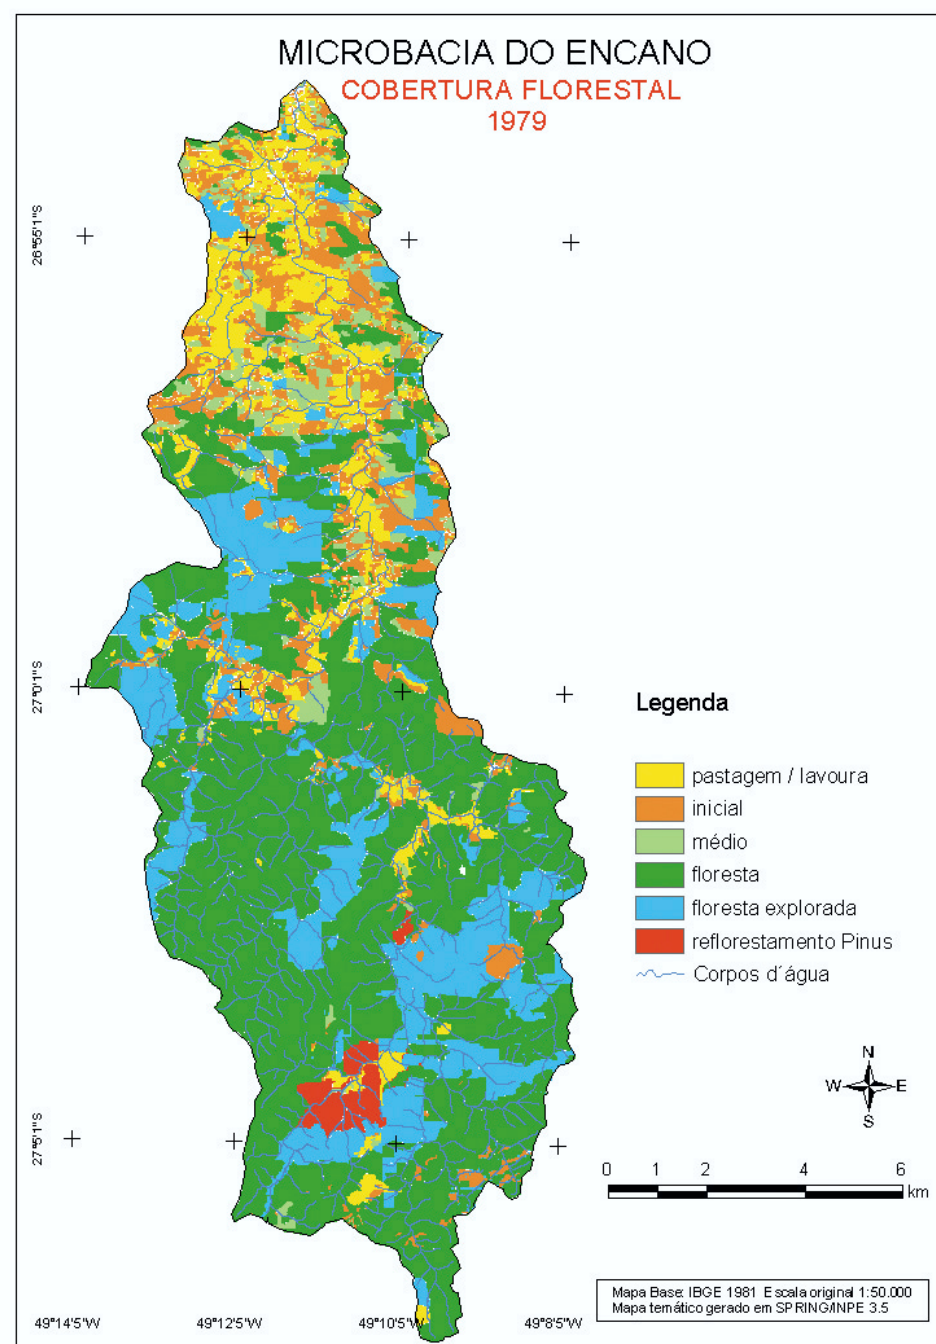 MICROBACIA DO ENCANO
COBERTURA FLORESTAL
1979
26°55'1"S
27°0'1"S
27°5'1"S
Legenda
pastagem / lavoura
inicial
médio
floresta
floresta explorada
reflorestamento Pinus
Corpos d´água
N
W E
S
0 1 2 4 6
km
Mapa Base: IBGE 1981 Escala original 1:50.000
Mapa temático gerado em SPRING/INPE 3.5
49°14'5"W 49°12'5"W 49°10'5"W 49°8'5"W